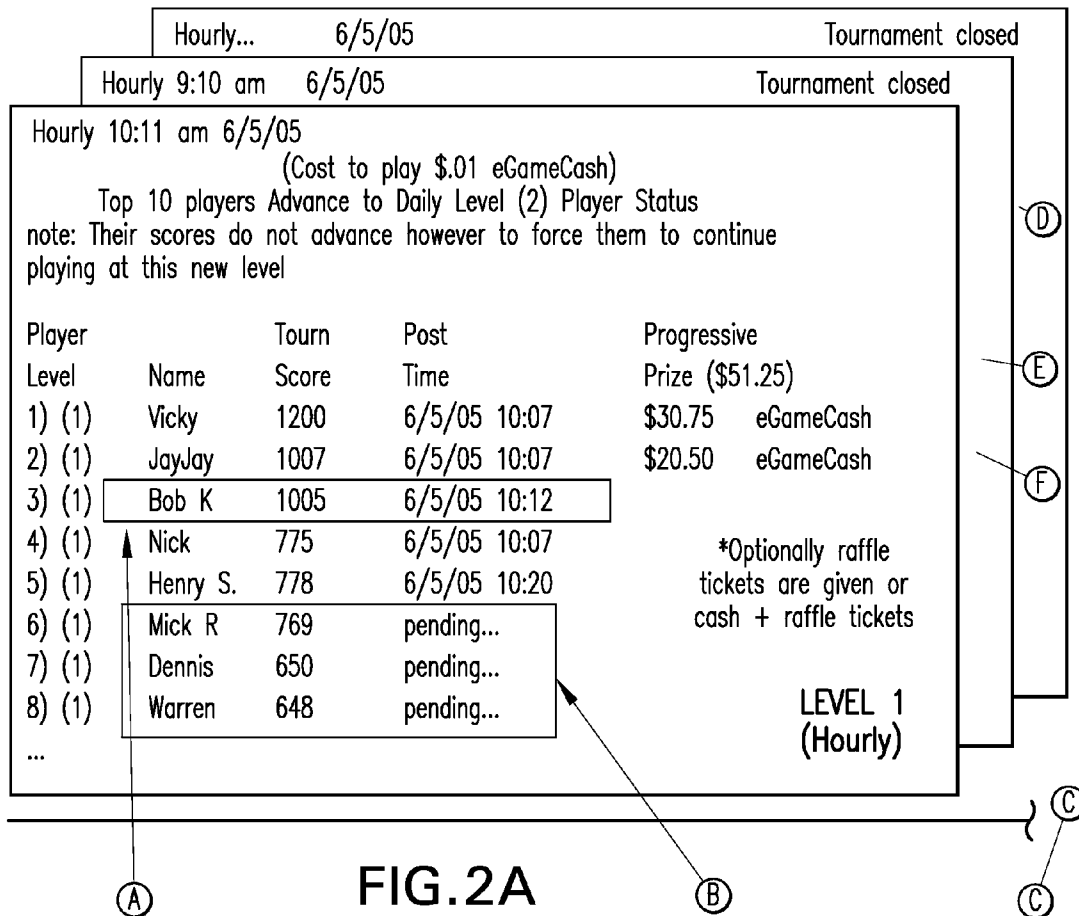 Hourly... 6/5/05 Tournament closed
Hourly 9:10 am 6/5/05 Tournament closed
Hourly 10:11 am 6/5/05
(Cost to play $.01 eGameCash)
Top 10 players Advance to Daily Level (2) Player Status
note: Their scores do not advance however to force them to continue
playing at this new level
Player Tourn Post Progressive
Level Name Score Time Prize ($51.25)
1) (1) Vicky 1200 6/5/05 10:07 $30.75 eGameCash
2) (1) JayJay 1007 6/5/05 10:07 $20.50 eGameCash
3) (1) Bob K 1005 6/5/05 10:12
4) (1) Nick 775 6/5/05 10:07
5) (1) Henry S. 778 6/5/05 10:20
6) (1) Mick R 769 pending...
7) (1) Dennis 650 pending...
8) (1) Warren 648 pending...
...
*Optionally raffle
tickets are given or
cash + raffle tickets
LEVEL 1
(Hourly)
D
E
F
C
A
FIG.2A
B
C